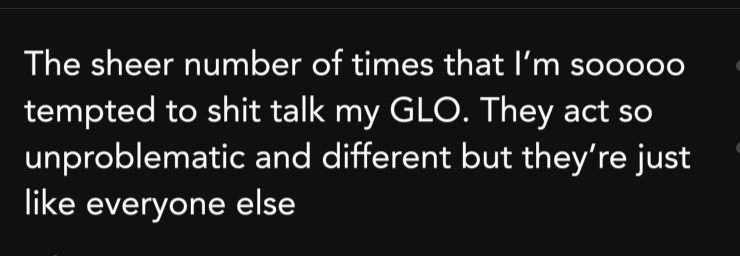 The sheer number of times that I’m sooooo
tempted to shit talk my GLO. They act so
unproblematic and different but they’re just
like everyone else